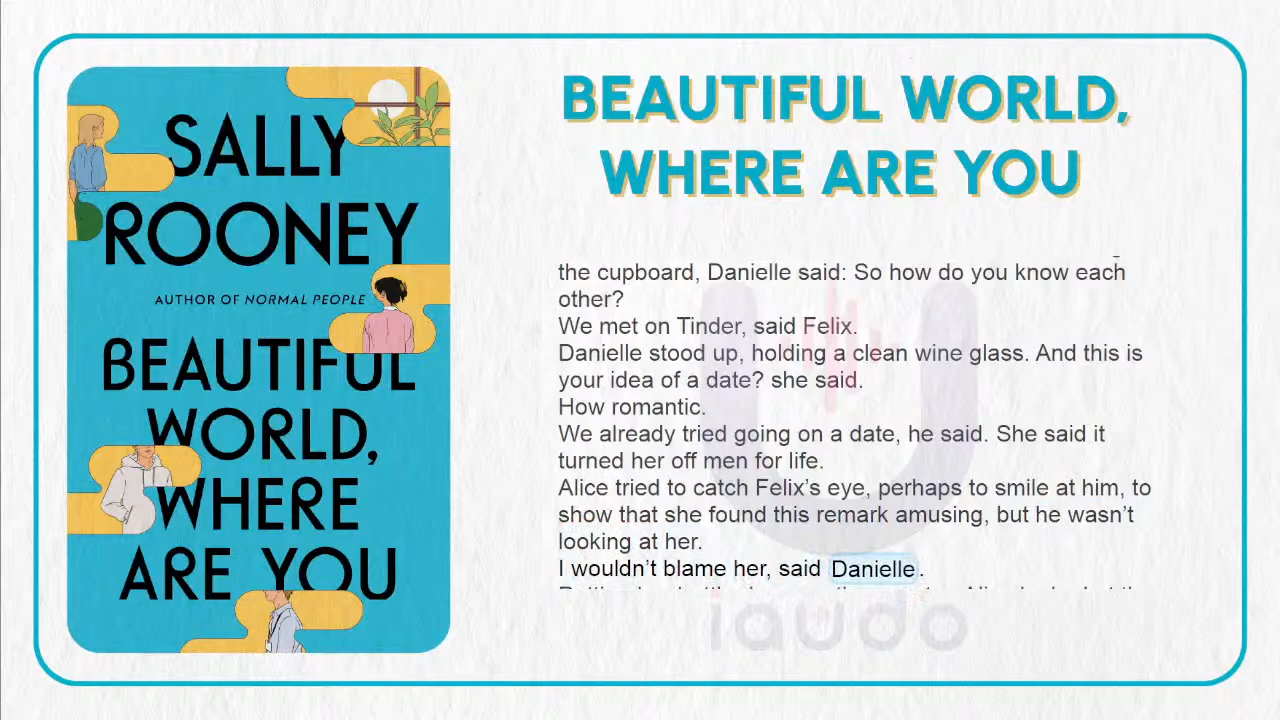 SALLY
ROONEY
AUTHOR OF NORMAL PEOPLE
BEAUTIFUL
WORLD,
WHERE
ARE YOU
BEAUTIFUL WORLD,
WHERE ARE YOU
the cupboard, Danielle said: So how do you know each
other?
We met on Tinder, said Felix.
Danielle stood up, holding a clean wine glass. And this is
your idea of a date? she said.
How romantic.
We already tried going on a date, he said. She said it
turned her off men for life.
Alice tried to catch Felix’s eye, perhaps to smile at him, to
show that she found this remark amusing, but he wasn’t
looking at her.
I wouldn’t blame her, said Danielle.
iaudo